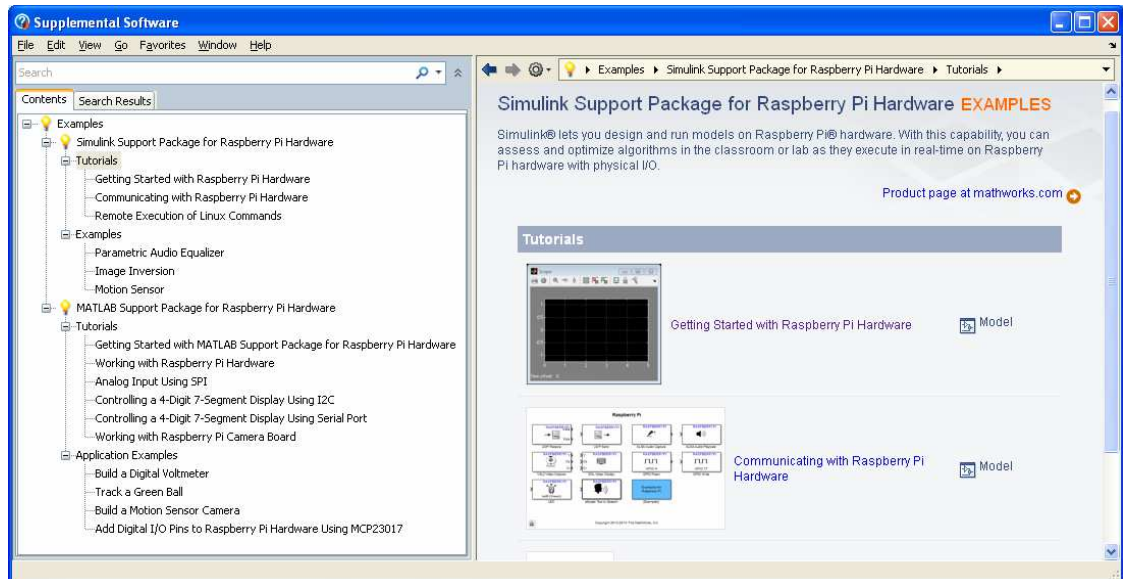 Supplemental Software
File Edit View Go Favorites Window Help
Search
Contents Search Results
Examples
Simulink Support Package for Raspberry Pi Hardware
Tutorials
Getting Started with Raspberry Pi Hardware
Communicating with Raspberry Pi Hardware
Remote Execution of Linux Commands
Examples
Parametric Audio Equalizer
Image Inversion
Motion Sensor
MATLAB Support Package for Raspberry Pi Hardware
Tutorials
Getting Started with MATLAB Support Package for Raspberry Pi Hardware
Working with Raspberry Pi Hardware
Analog Input Using SPI
Controlling a 4-Digit 7-Segment Display Using I2C
Controlling a 4-Digit 7-Segment Display Using Serial Port
Working with Raspberry Pi Camera Board
Application Examples
Build a Digital Voltmeter
Track a Green Ball
Build a Motion Sensor Camera
Add Digital I/O Pins to Raspberry Pi Hardware Using MCP23017
Examples Simulink Support Package for Raspberry Pi Hardware Tutorials
Simulink Support Package for Raspberry Pi Hardware EXAMPLES
Simulink® lets you design and run models on Raspberry Pi® hardware. With this capability, you can
assess and optimize algorithms in the classroom or lab as they execute in real-time on Raspberry
Pi hardware with physical I/O.
Product page at mathworks.com
Tutorials
Scope
Getting Started with Raspberry Pi Hardware
Model
Raspberry Pi
Communicating with Raspberry Pi
Hardware
Model